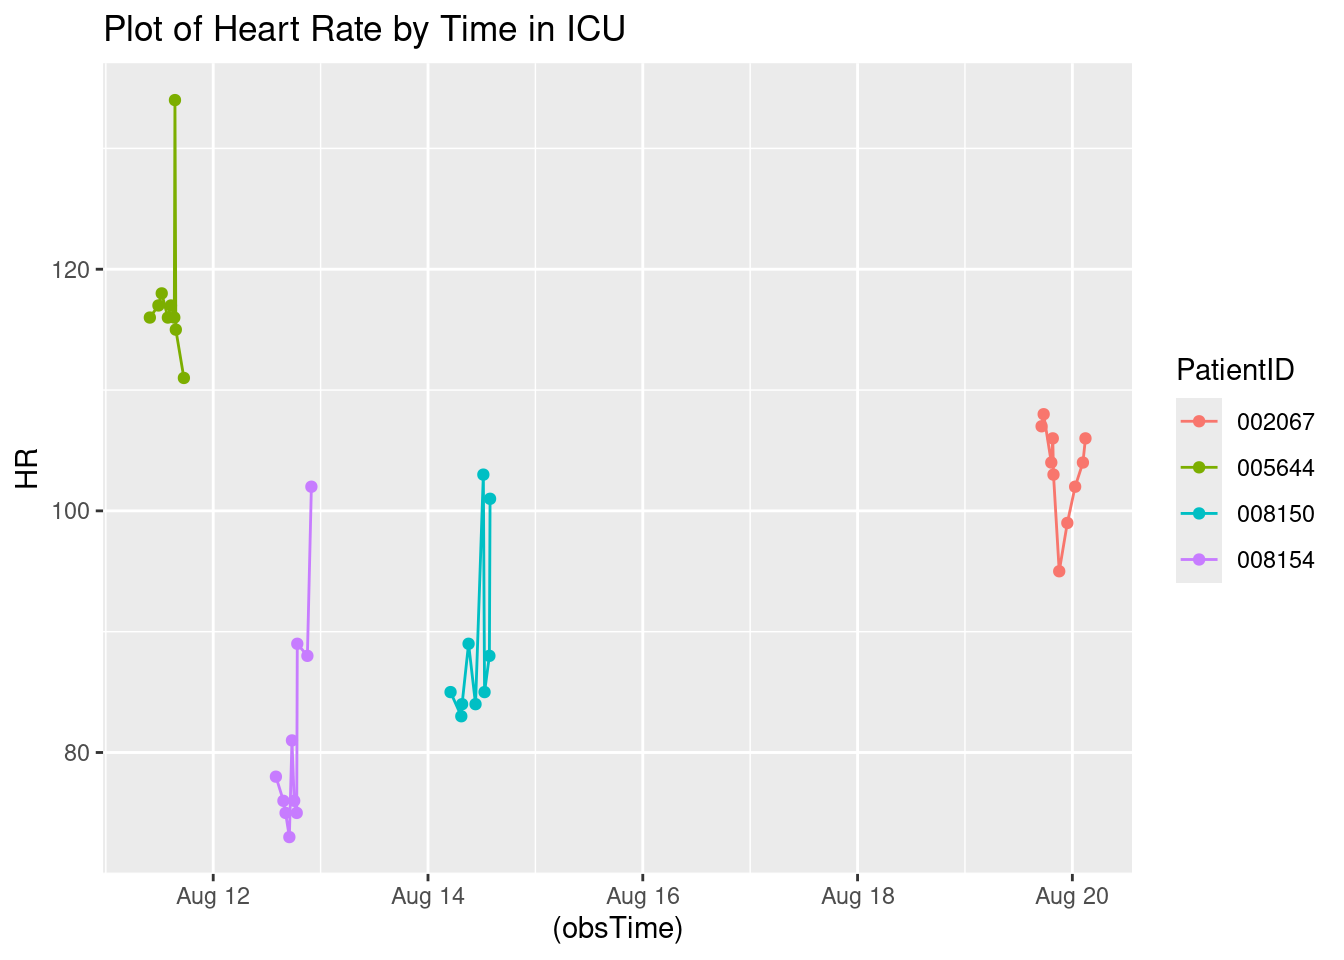 Plot of Heart Rate by Time in ICU
120
100
80
HR
Aug 12 Aug 14 Aug 16 Aug 18 Aug 20
(obsTime)
PatientID
002067
005644
008150
008154